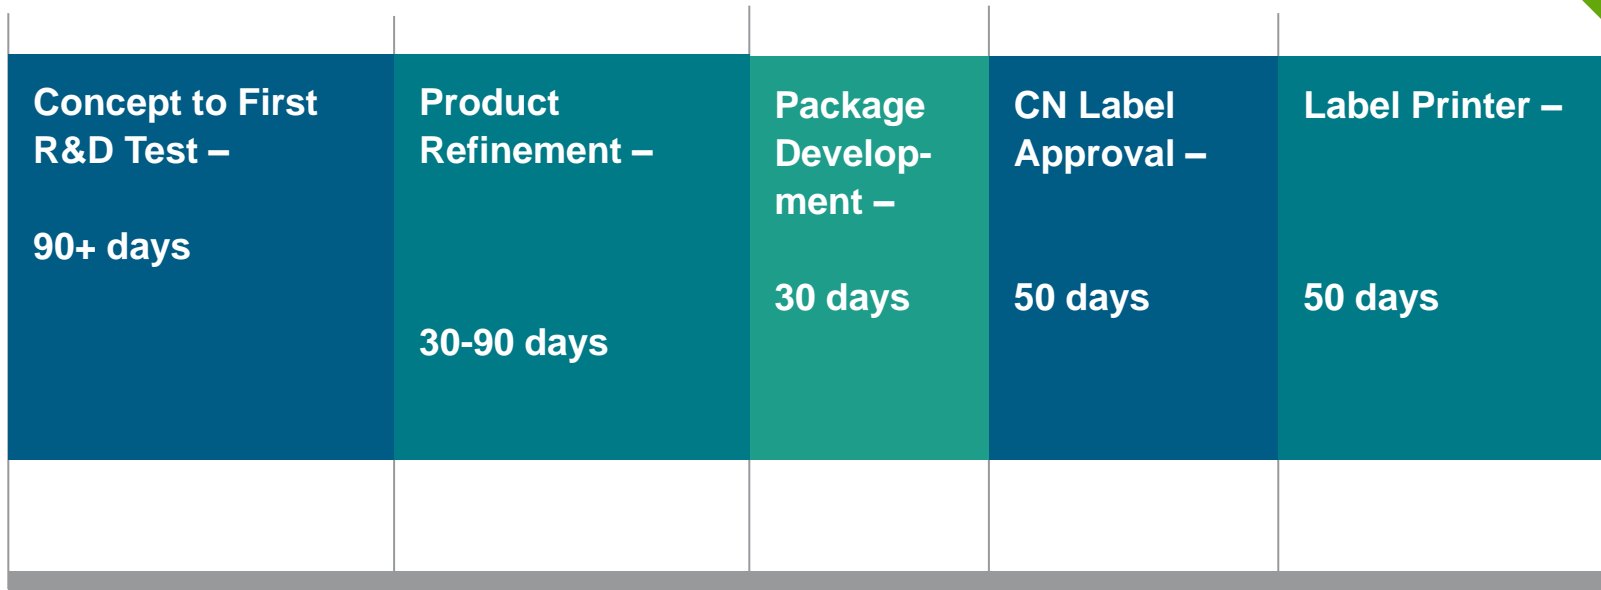 Concept to First
R&D Test –
90+ days
Product
Refinement –
30-90 days
Package
Develop-
ment –
30 days
CN Label
Approval –
50 days
Label Printer –
50 days